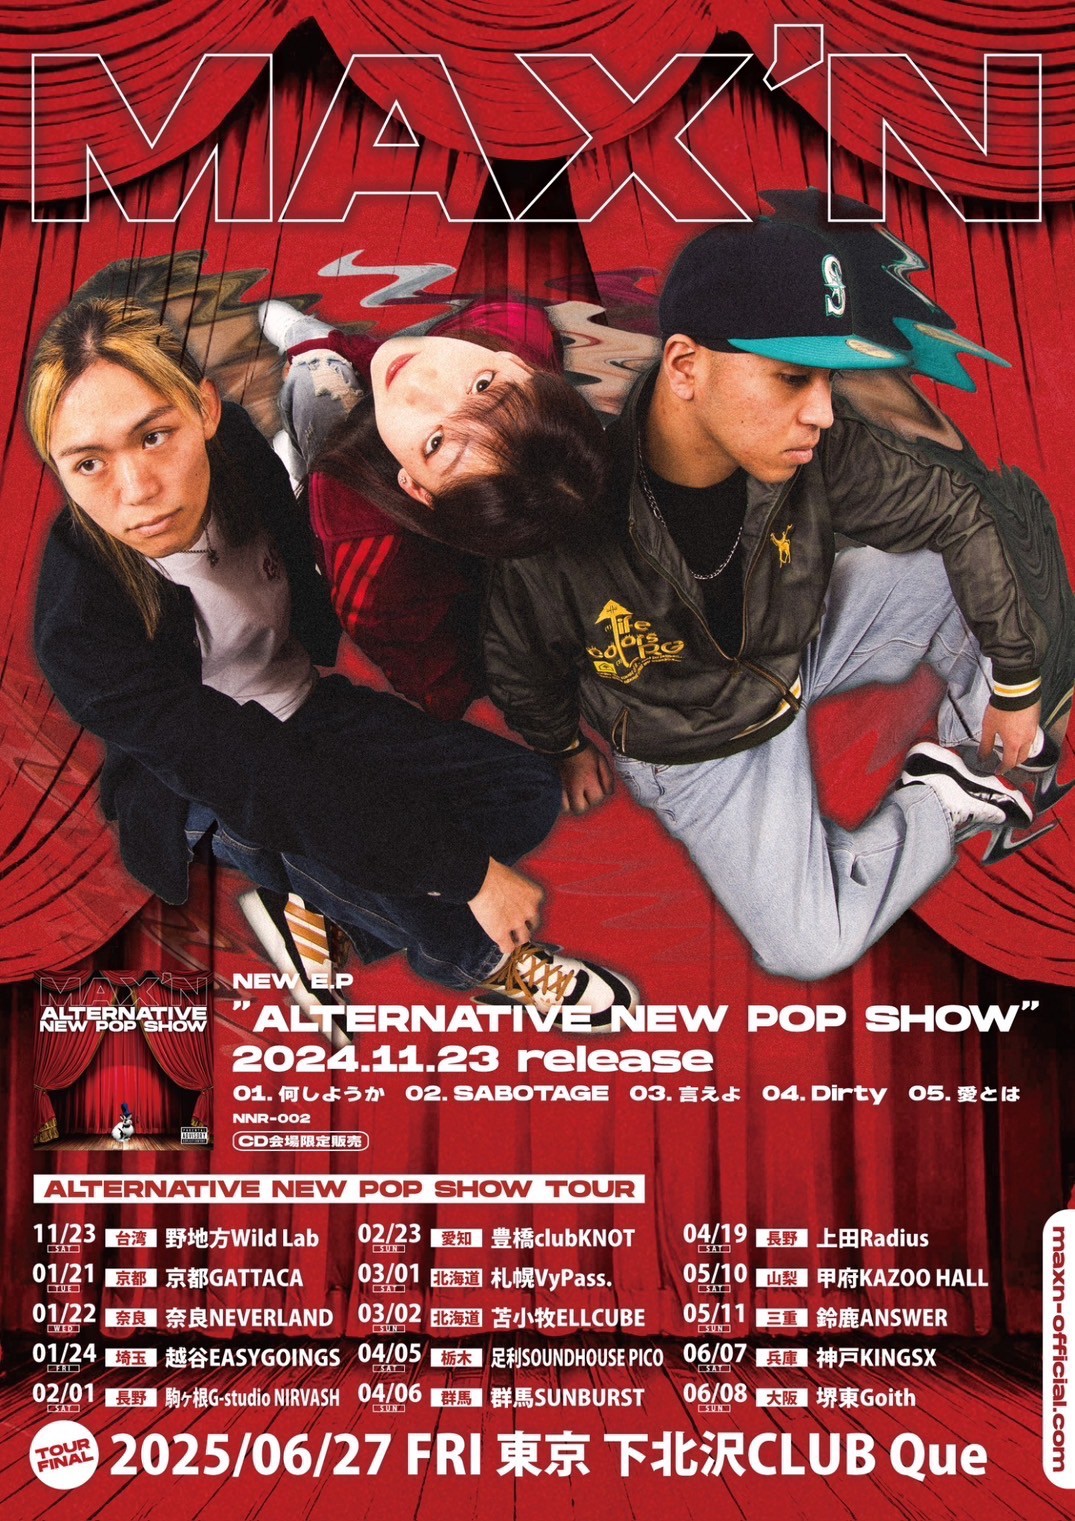 MAX'N
S
Life
colors
MAX'N
ALTERNATIVE
NEW POP SHOW
PARENTAL
ADVISORY
NEW E.P
"ALTERNATIVE NEW POP SHOW"
2024.11.23 release
01. 何しようか 02. SABOTAGE 03. 言えよ 04. Dirty 05. 愛とは
NNR-002
CD会場限定販売
ALTERNATIVE NEW POP SHOW TOUR
11/23 SAT 台湾 野地方Wild Lab
01/21 TUE 京都 京都GATTACA
01/22 WED 奈良 奈良NEVERLAND
01/24 FRI 埼玉 越谷EASYGOINGS
02/01 SAT 長野 駒ヶ根G-studio NIRVASH
02/23 SUN 愛知 豊橋clubKNOT
03/01 SAT 北海道 札幌VyPass.
03/02 SUN 北海道 苫小牧ELLCUBE
04/05 SAT 栃木 足利SOUNDHOUSE PICO
04/06 SUN 群馬 群馬SUNBURST
04/19 SAT 長野 上田Radius
05/10 SAT 山梨 甲府KAZOO HALL
05/11 SUN 三重 鈴鹿ANSWER
06/07 SAT 兵庫 神戸KINGSX
06/08 SUN 大阪 堺東Goith
TOUR
FINAL
2025/06/27 FRI 東京 下北沢CLUB Que
maxn-official.com